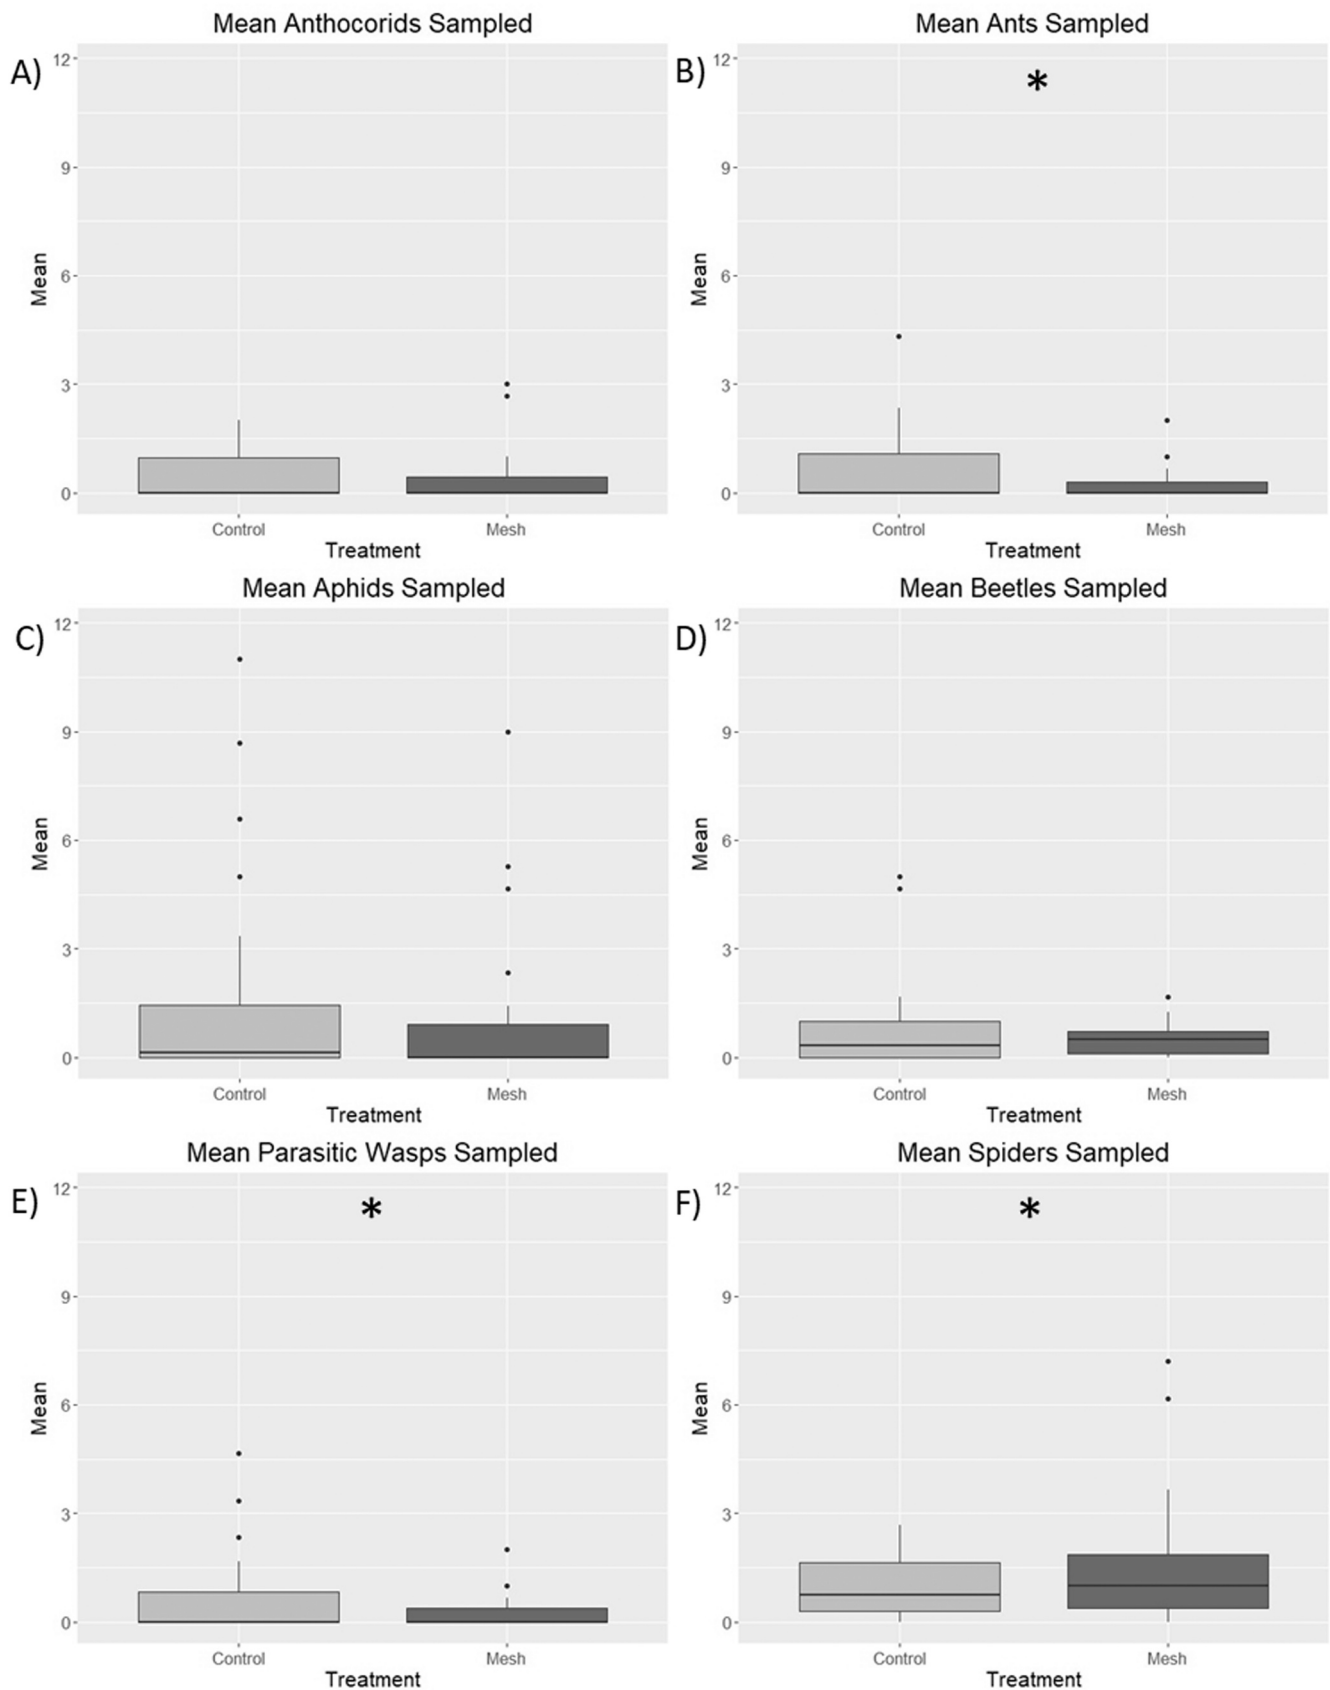 Mean Anthocorids Sampled
A)
12
9
6
3
0
Mean
Control
Mesh
Treatment
Mean Ants Sampled
B)
12
*
9
6
3
0
Mean
Control
Mesh
Treatment
Mean Aphids Sampled
C)
12
9
6
3
0
Mean
Control
Mesh
Treatment
Mean Beetles Sampled
D)
12
9
6
3
0
Mean
Control
Mesh
Treatment
Mean Parasitic Wasps Sampled
E)
12
*
9
6
3
0
Mean
Control
Mesh
Treatment
Mean Spiders Sampled
F)
12
*
9
6
3
0
Mean
Control
Mesh
Treatment